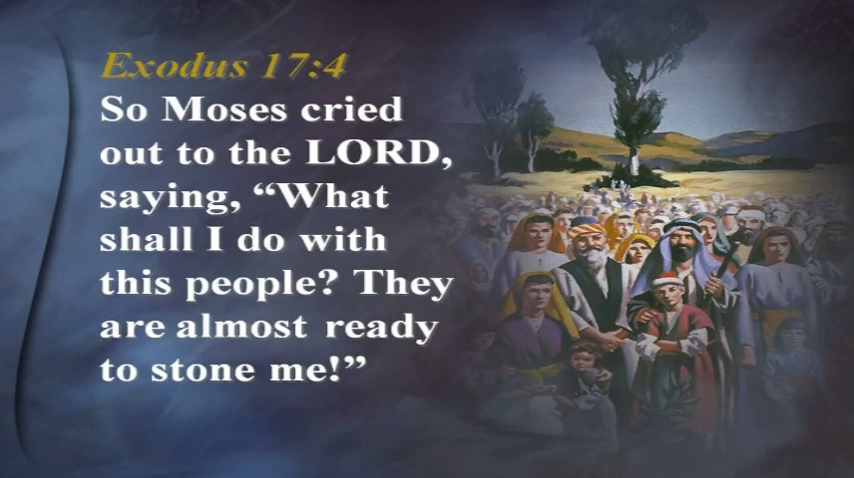 Exodus 17:4
So Moses cried
out to the LORD,
saying, “What
shall I do with
this people? They
are almost ready
to stone me!”